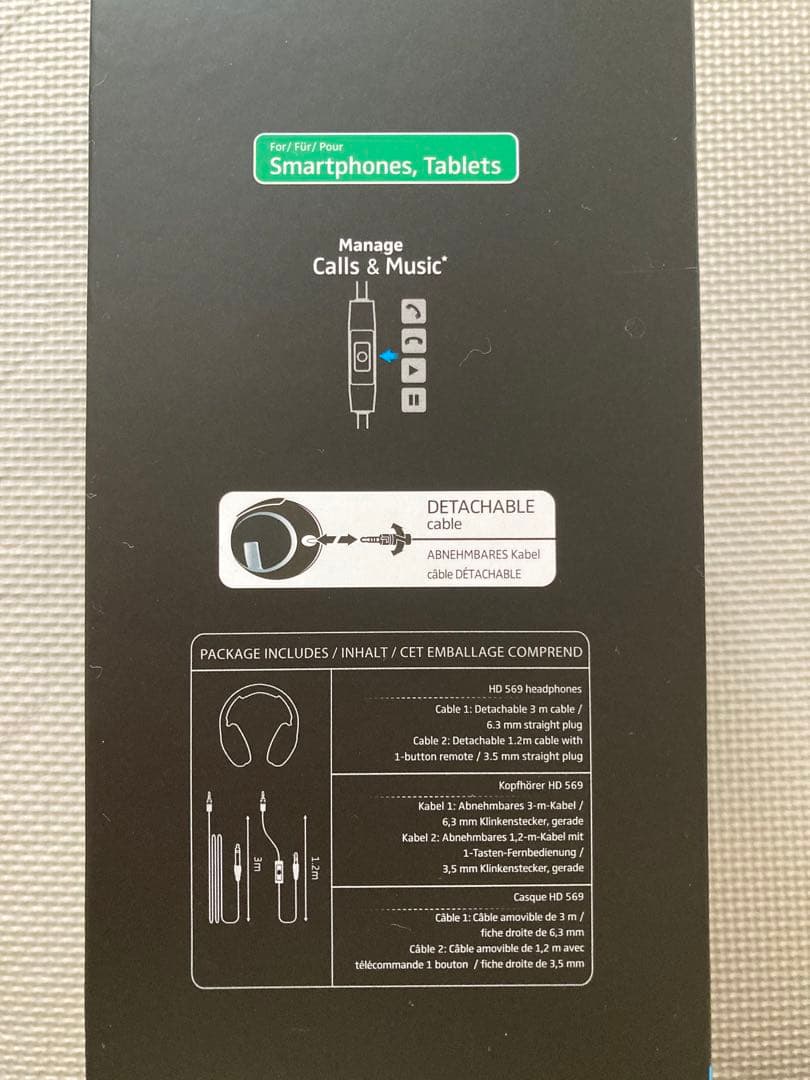 For/ Für/ Pour
Smartphones, Tablets
Manage
Calls & Music*
DETACHABLE
cable
ABNEHMBARES Kabel
câble DÉTACHABLE
PACKAGE INCLUDES / INHALT / CET EMBALLAGE COMPREND
HD 569 headphones
Cable 1: Detachable 3 m cable /
6.3 mm straight plug
Cable 2: Detachable 1.2m cable with
1-button remote / 3.5 mm straight plug
Kopfhörer HD 569
Kabel 1: Abnehmbares 3-m-Kabel /
6,3 mm Klinkenstecker, gerade
Kabel 2: Abnehmbares 1,2-m-Kabel mit
1-Tasten-Fernbedienung /
3,5 mm Klinkenstecker, gerade
Casque HD 569
Câble 1: Câble amovible de 3 m /
fiche droite de 6,3 mm
Câble 2: Câble amovible de 1,2 m avec
télécommande 1 bouton / fiche droite de 3,5 mm
3m
1.2m